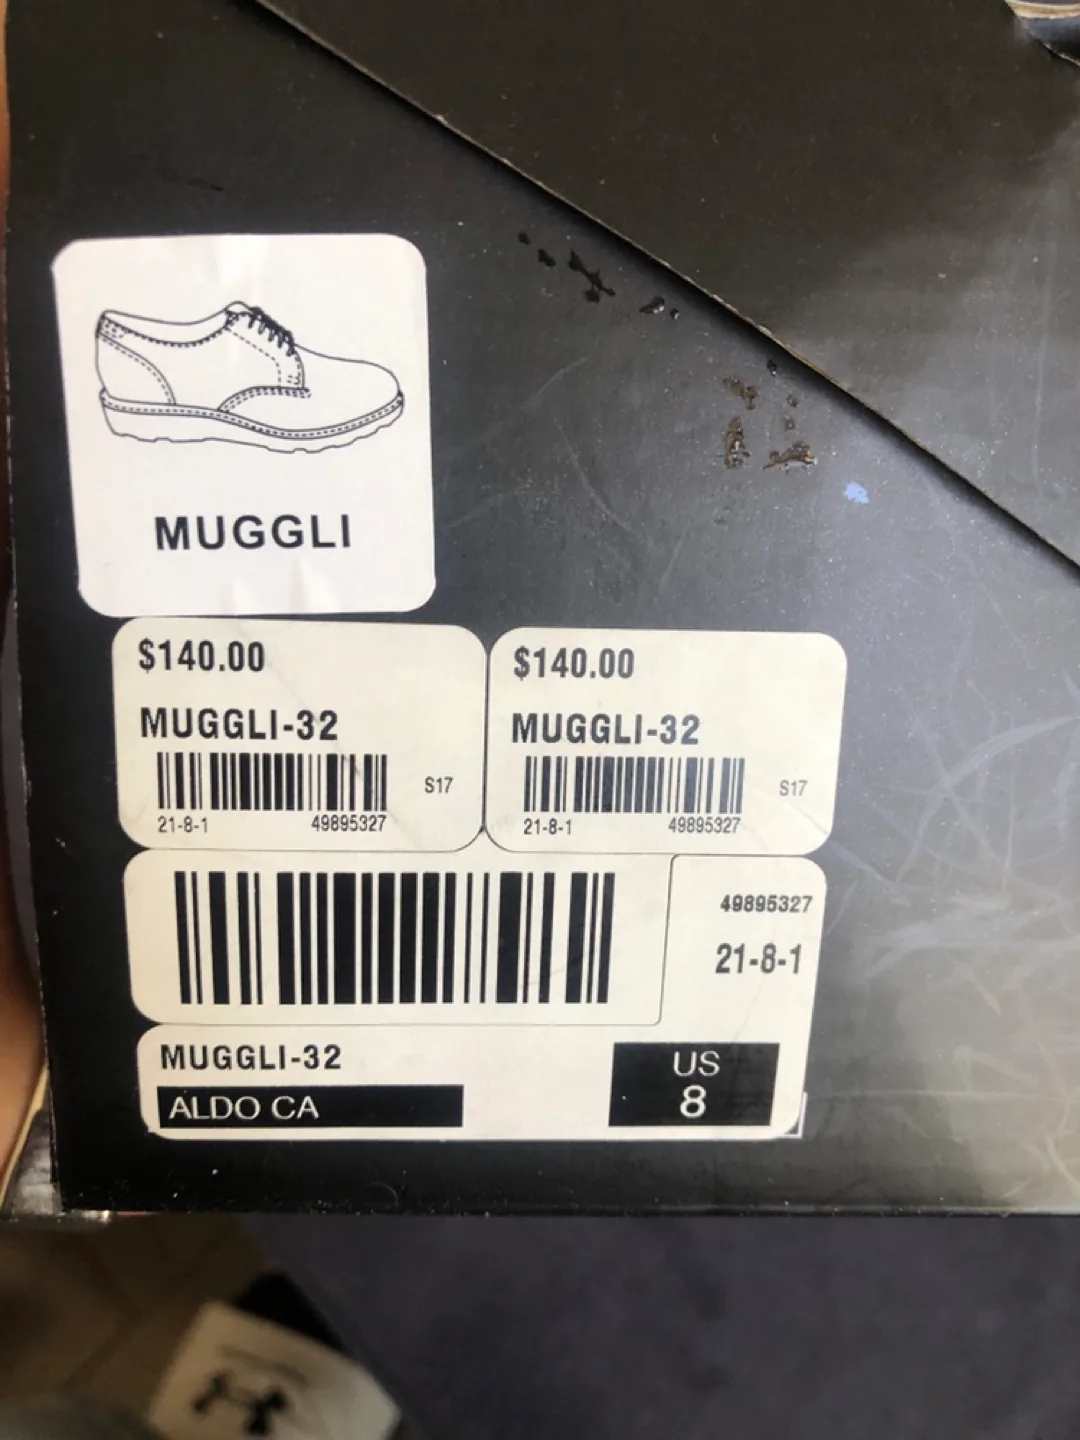 MUGGLI
$140.00
MUGGLI-32
S17
21-8-1 49895327
$140.00
MUGGLI-32
S17
21-8-1 49895327
49895327
21-8-1
MUGGLI-32
ALDO CA
US
8